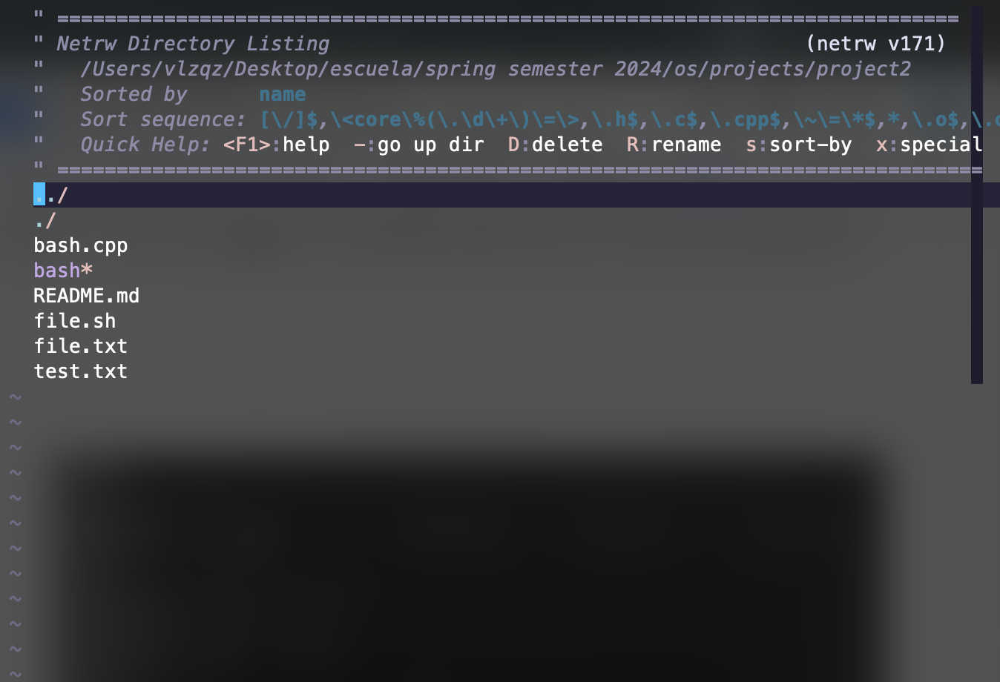 " ============================================================================
" Netrw Directory Listing                                        (netrw v171)
"   /Users/vlzqz/Desktop/escuela/spring semester 2024/os/projects/project2
"   Sorted by      name
"   Sort sequence: [\/]$,\<core\%(\.\d\+\)\=\>,\.h$,\.c$,\.cpp$,\~\=\*$,*,\.o$,\.
"   Quick Help: <F1>:help  -:go up dir  D:delete  R:rename  s:sort-by  x:special
" ==============================================================================
../
./
bash.cpp
bash*
README.md
file.sh
file.txt
test.txt
~
~
~
~
~
~
~
~
~
~
~
~